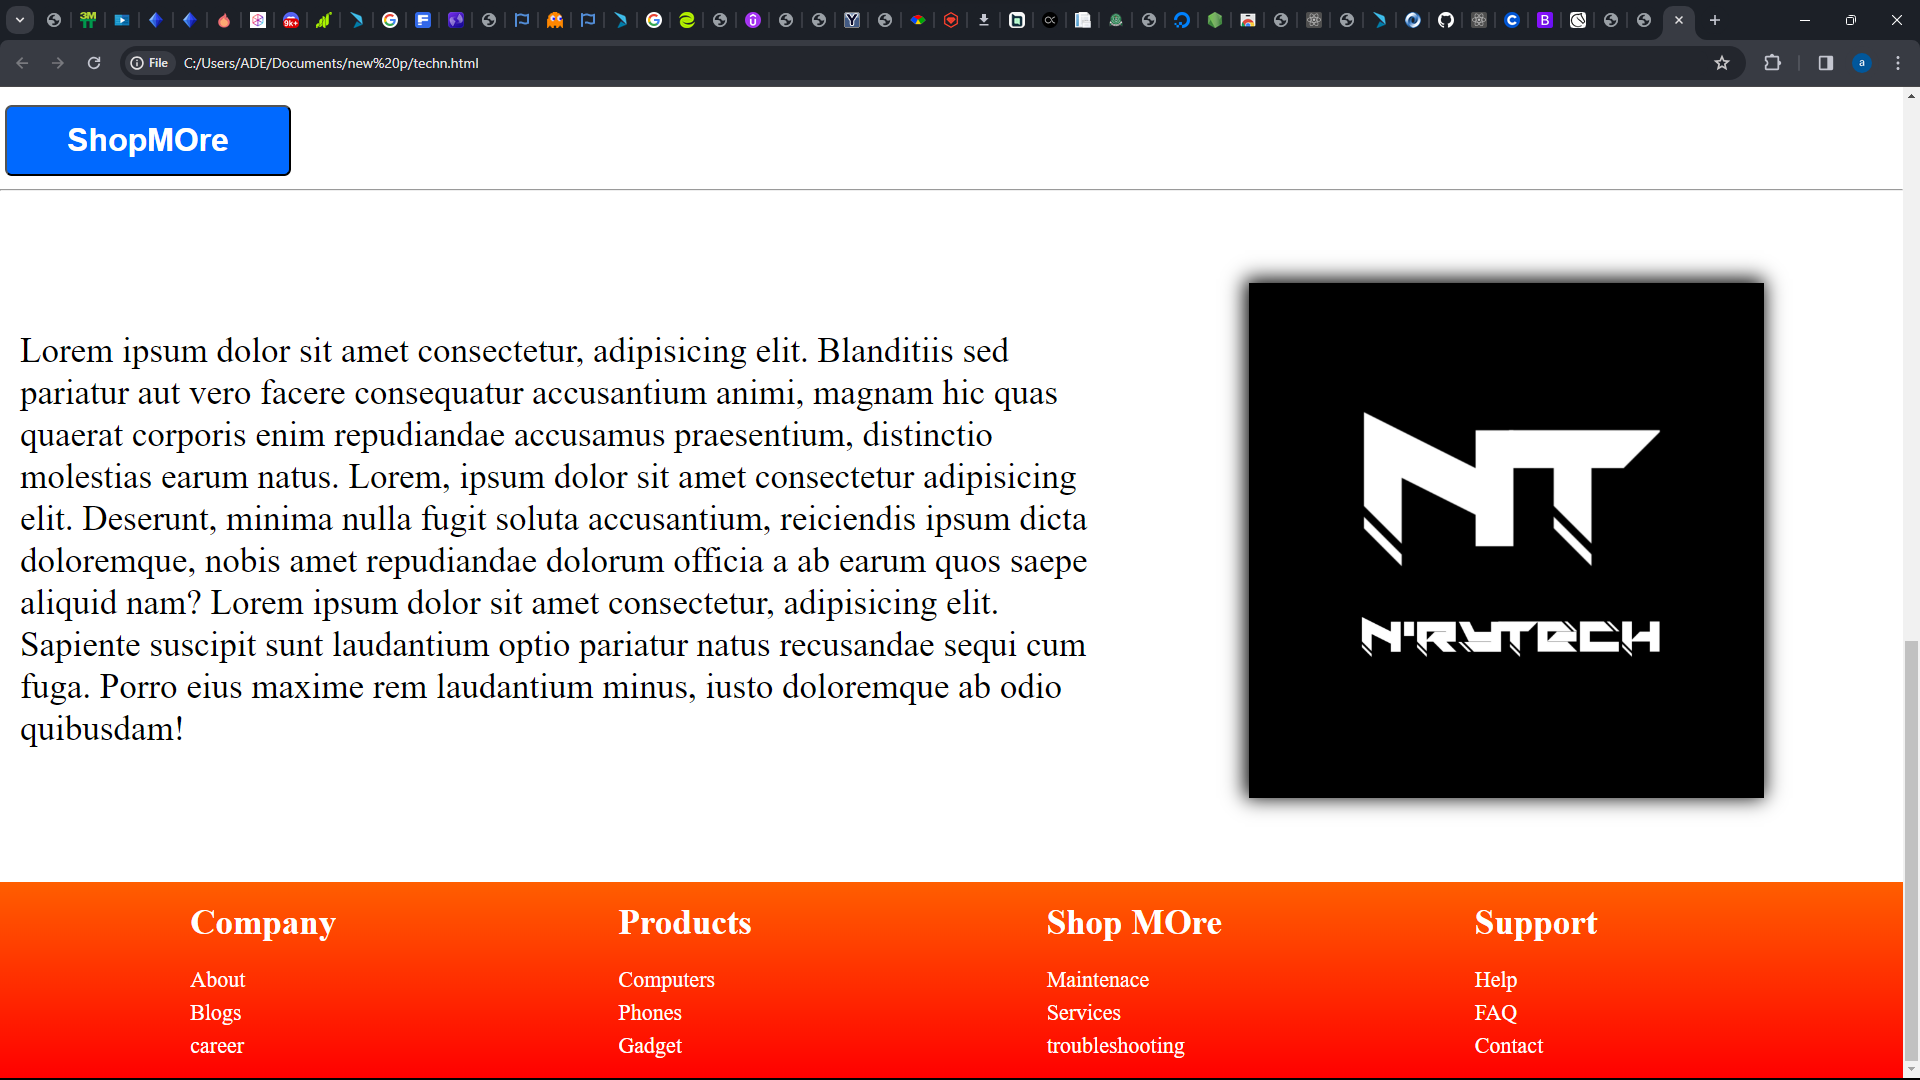 File C:/Users/ADE/Documents/new%20p/techn.html
ShopMOre
Lorem ipsum dolor sit amet consectetur, adipisicing elit. Blanditiis sed
pariatur aut vero facere consequatur accusantium animi, magnam hic quas
quaerat corporis enim repudiandae accusamus praesentium, distinctio
molestias earum natus. Lorem, ipsum dolor sit amet consectetur adipisicing
elit. Deserunt, minima nulla fugit soluta accusantium, reiciendis ipsum dicta
doloremque, nobis amet repudiandae dolorum officia a ab earum quos saepe
aliquid nam? Lorem ipsum dolor sit amet consectetur, adipisicing elit.
Sapiente suscipit sunt laudantium optio pariatur natus recusandae sequi cum
fuga. Porro eius maxime rem laudantium minus, iusto doloremque ab odio
quibusdam!
NT
N'RYTECH
Company
About
Blogs
career
Products
Computers
Phones
Gadget
Shop MOre
Maintenace
Services
troubleshooting
Support
Help
FAQ
Contact